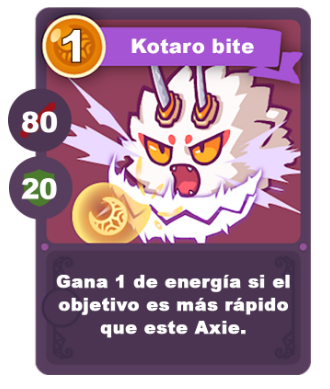 1
Kotaro bite
80
20
Gana 1 de energía si el
objetivo es más rápido
que este Axie.